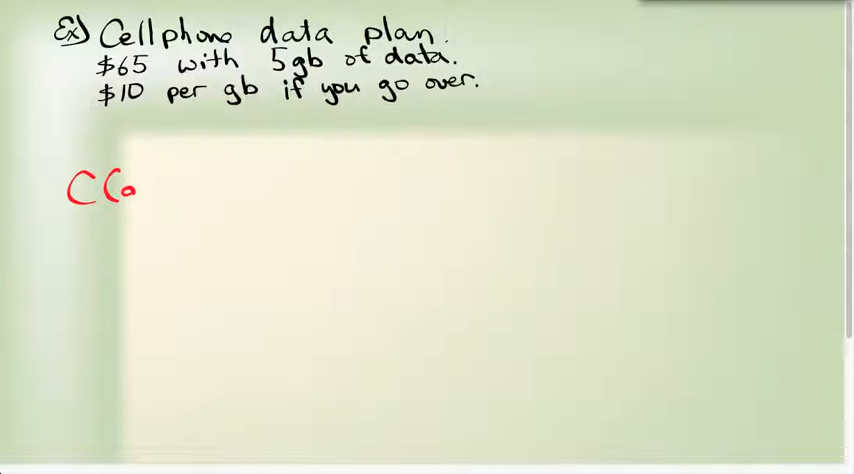 Ex) Cellphone data plan.
$65 with 5gb of data.
$10 per gb if you go over.
C(